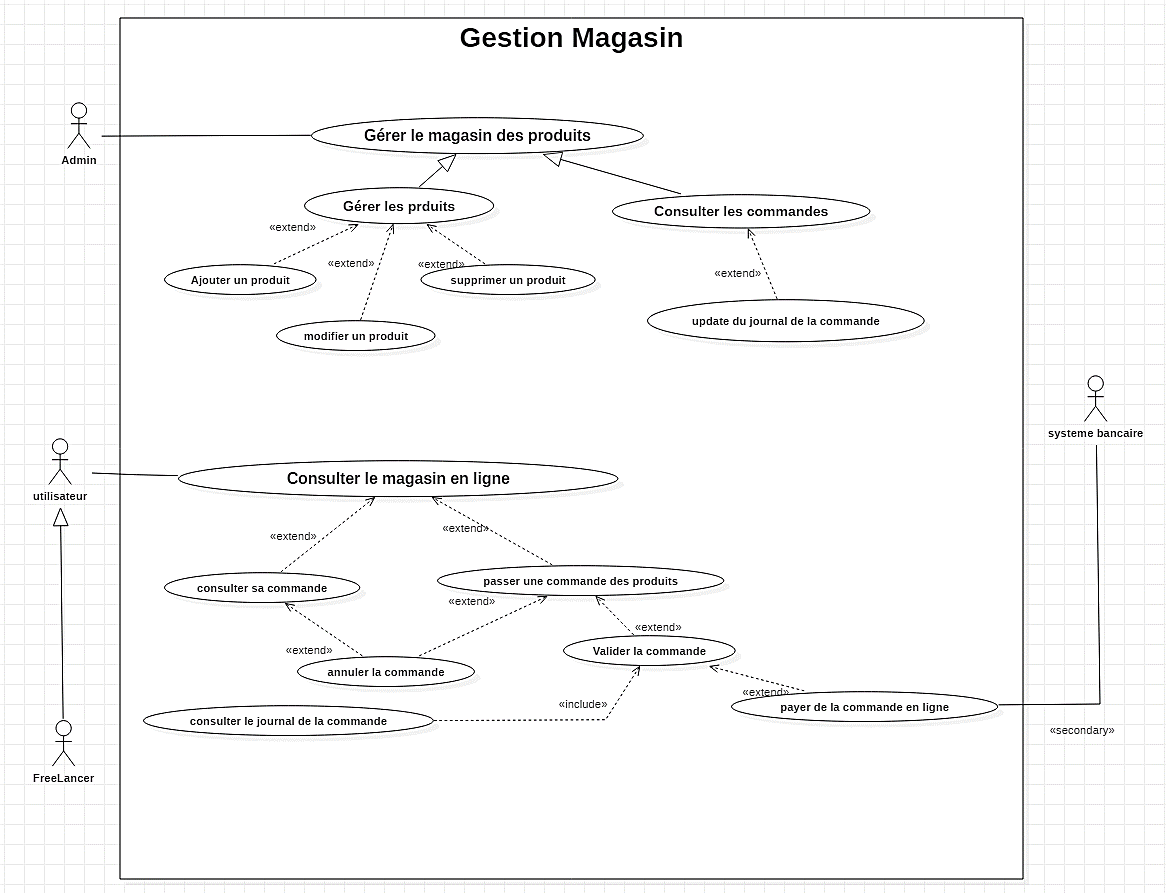 Gestion Magasin
Gérer le magasin des produits
Admin
Gérer les prduits
Consulter les commandes
«extend»
«extend»
«extend»
«extend»
Ajouter un produit
supprimer un produit
modifier un produit
update du journal de la commande
systeme bancaire
utilisateur
Consulter le magasin en ligne
«extend»
«extend»
consulter sa commande
passer une commande des produits
«extend»
«extend»
«extend»
Valider la commande
annuler la commande
«extend»
«include»
payer de la commande en ligne
consulter le journal de la commande
«secondary»
FreeLancer